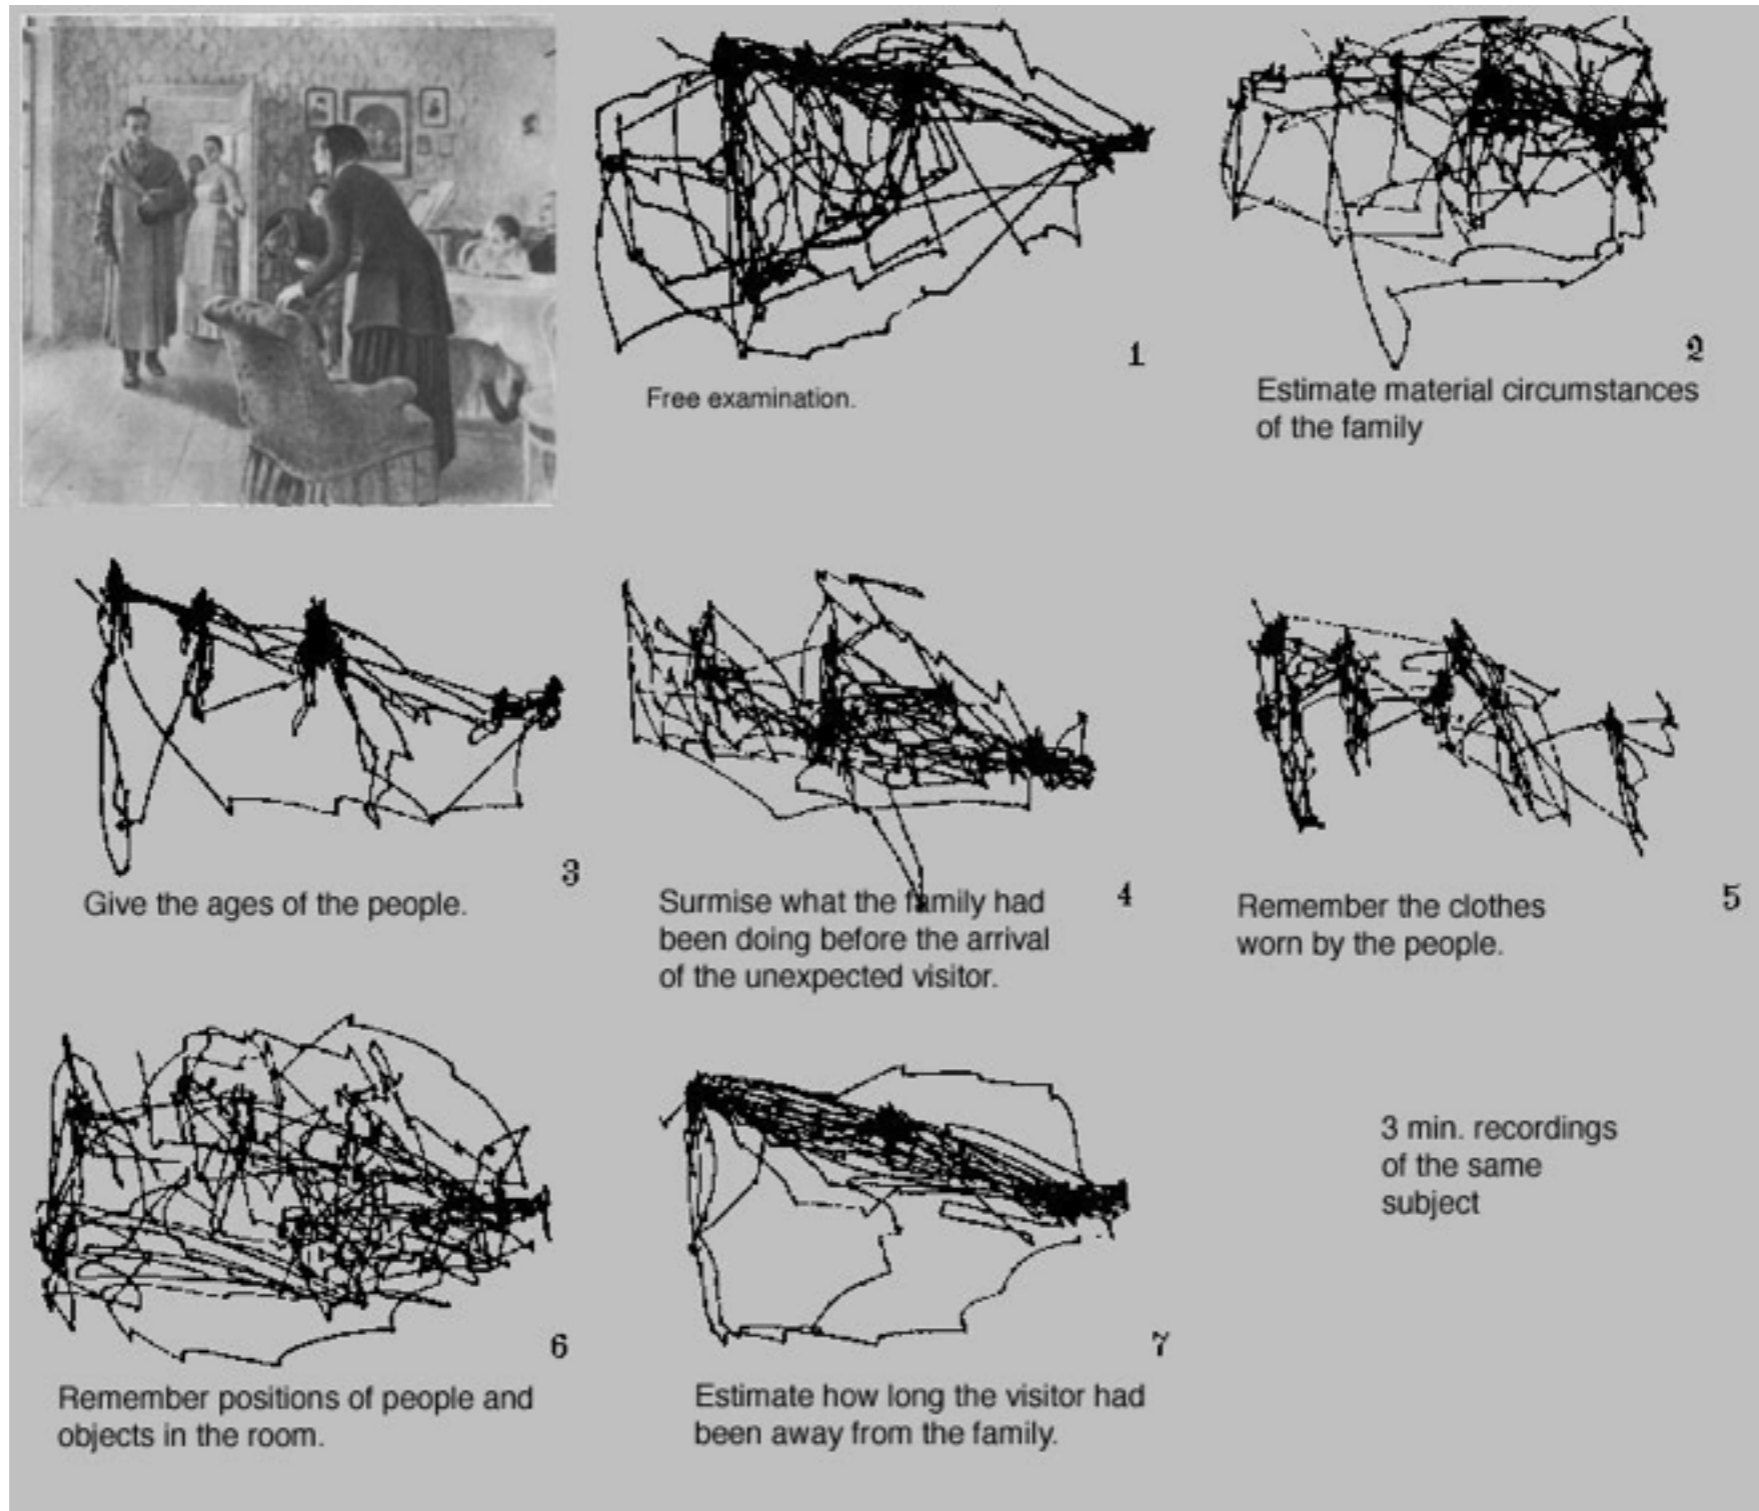 1
Free examination.
2
Estimate material circumstances
of the family
3
Give the ages of the people.
4
Surmise what the family had
been doing before the arrival
of the unexpected visitor.
5
Remember the clothes
worn by the people.
6
Remember positions of people and
objects in the room.
7
Estimate how long the visitor had
been away from the family.
3 min. recordings
of the same
subject